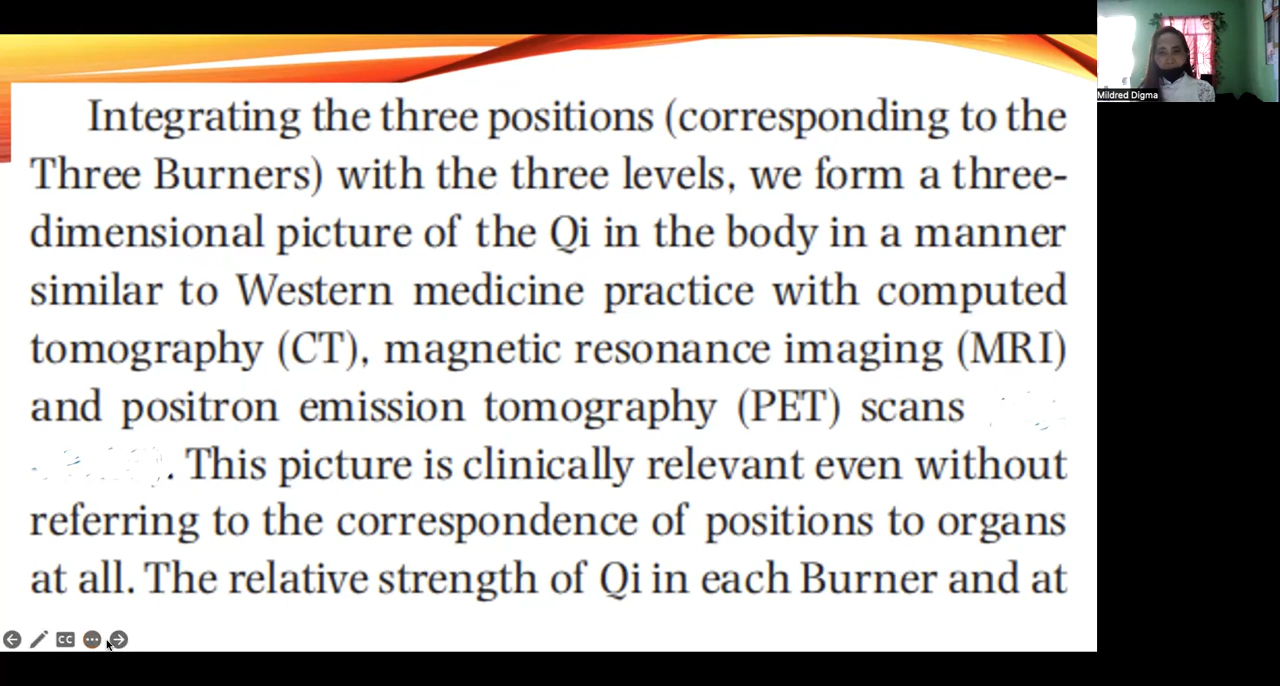 Mildred Digma
Integrating the three positions (corresponding to the
Three Burners) with the three levels, we form a three-
dimensional picture of the Qi in the body in a manner
similar to Western medicine practice with computed
tomography (CT), magnetic resonance imaging (MRI)
and positron emission tomography (PET) scans
. This picture is clinically relevant even without
referring to the correspondence of positions to organs
at all. The relative strength of Qi in each Burner and at
CC